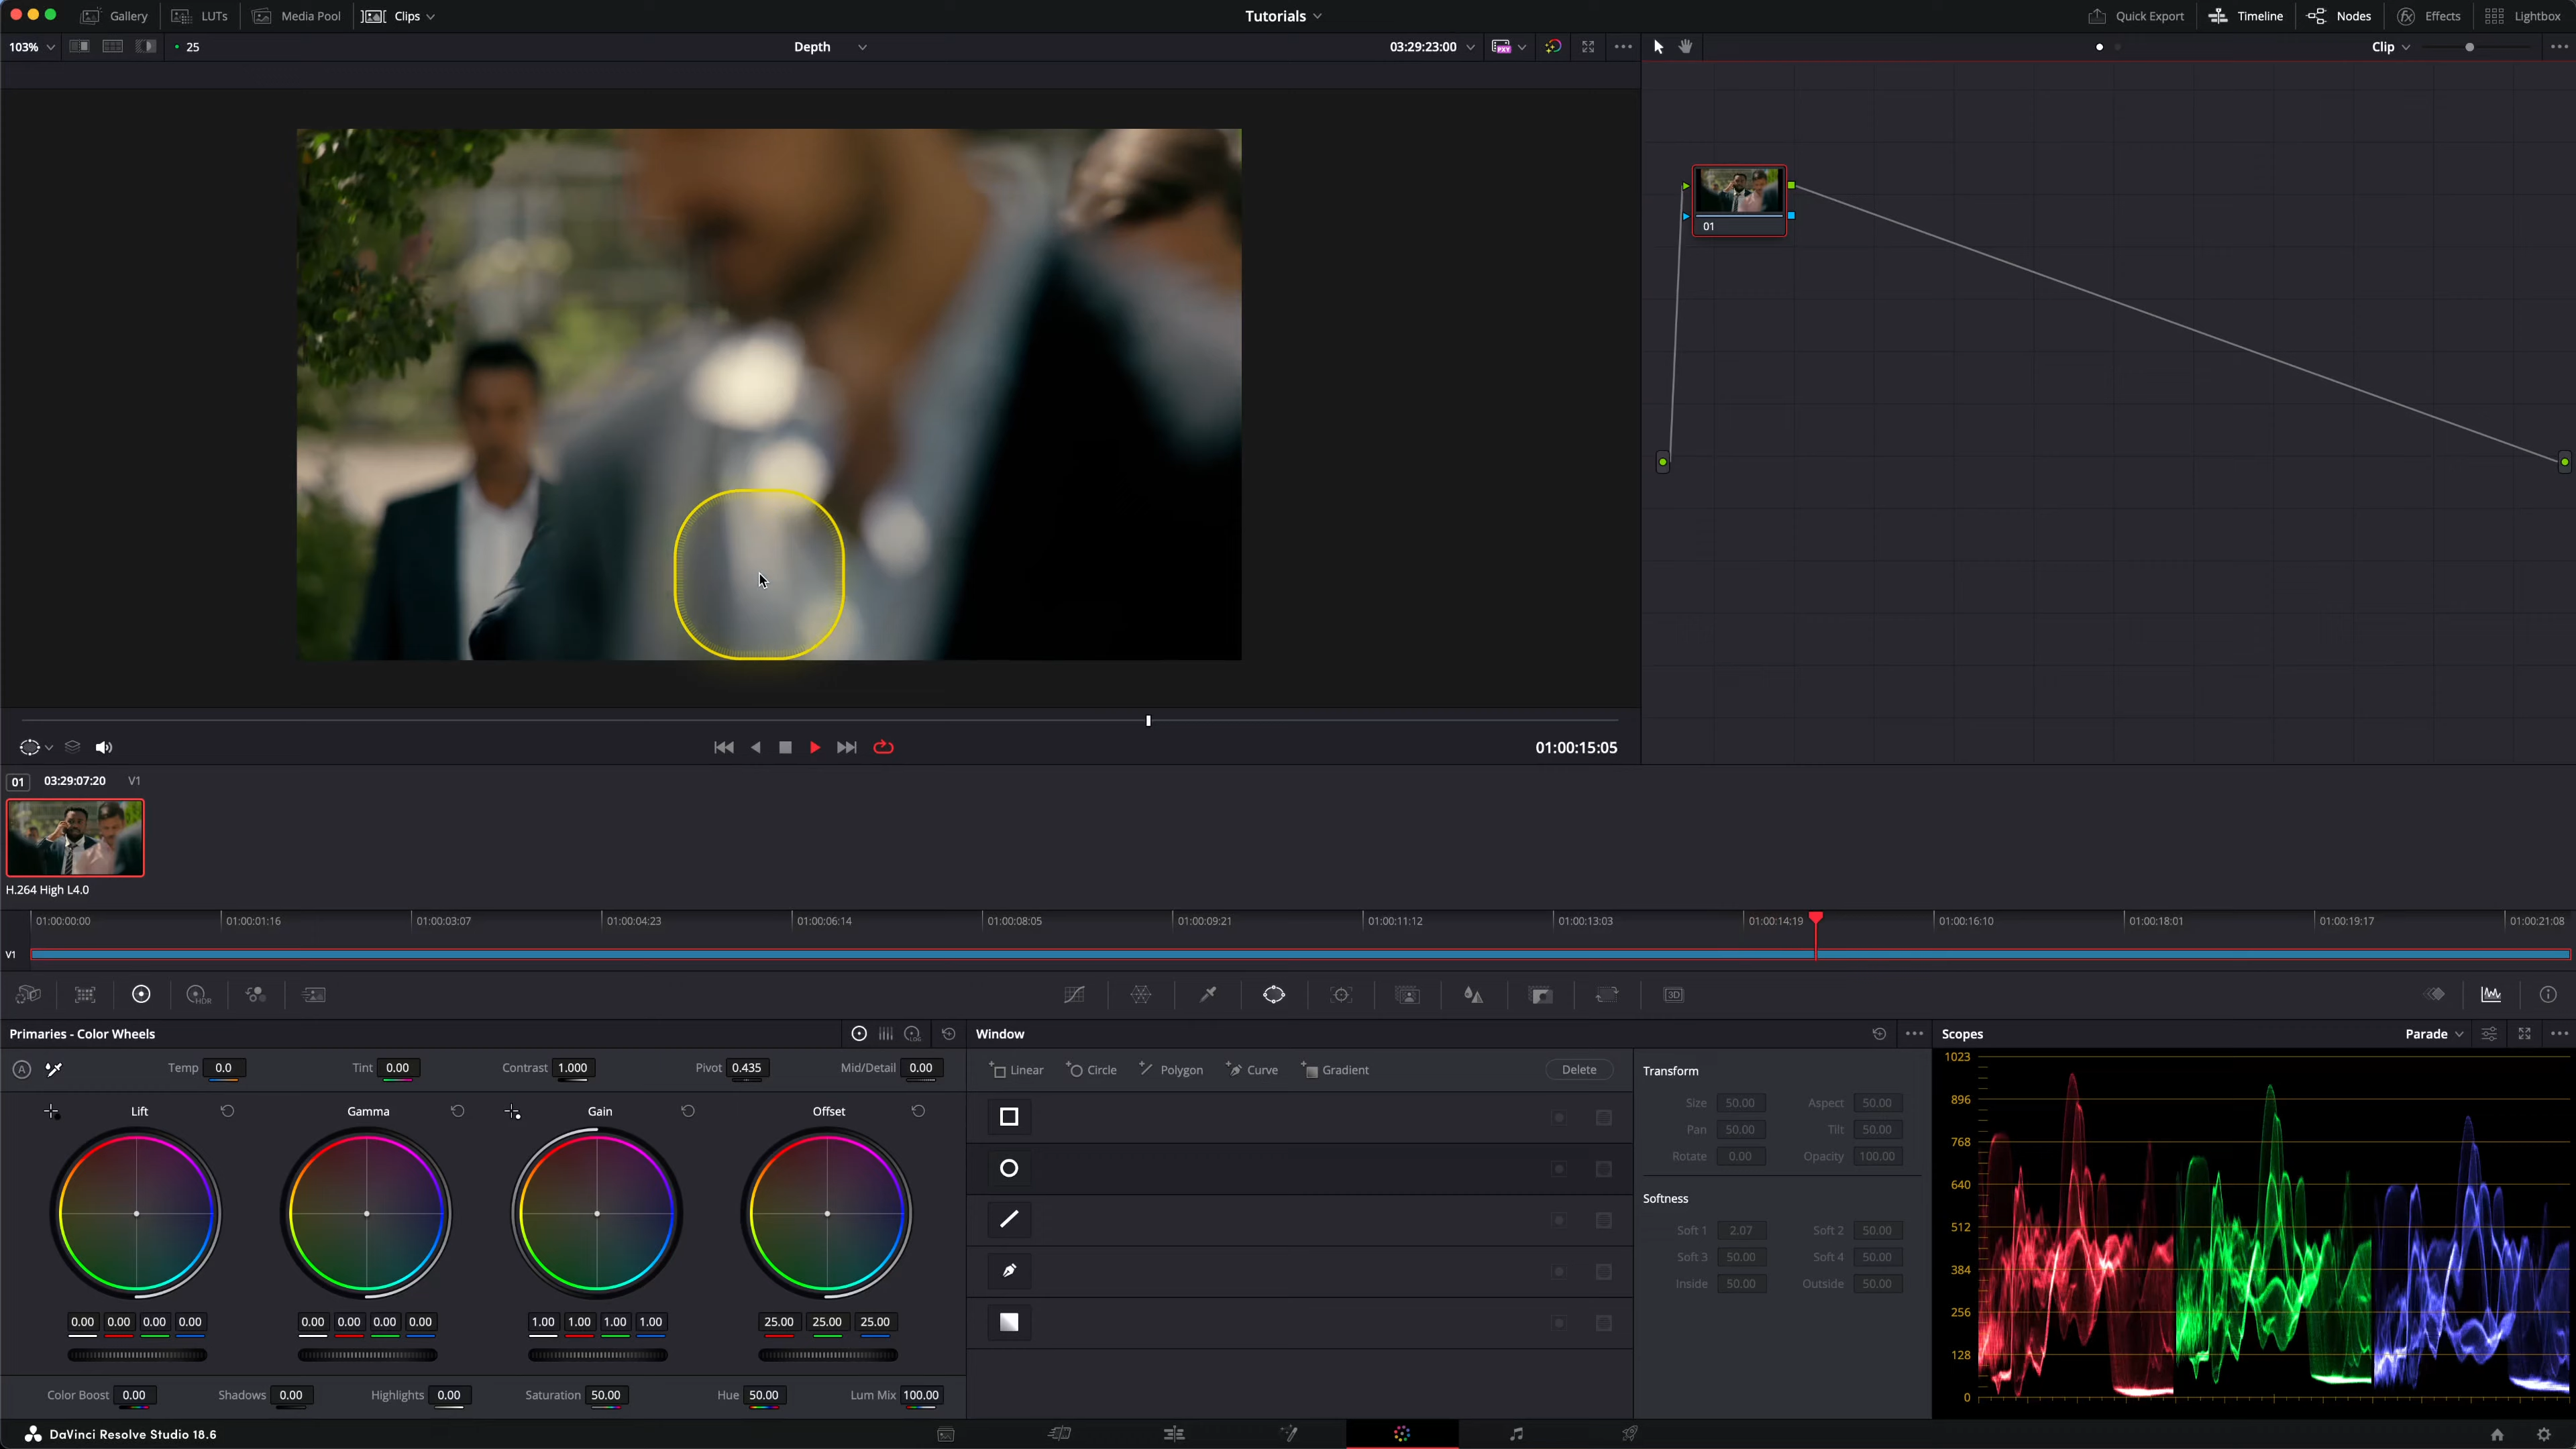 Gallery LUTs Media Pool Clips Tutorials Quick Export Timeline Nodes Effects Lightbox
103% 25 Depth 03:29:23:00 PXY Clip
01
01:00:15:05
01 03:29:07:20 V1
H.264 High L4.0
01:00:00:00 01:00:01:16 01:00:03:07 01:00:04:23 01:00:06:14 01:00:08:05 01:00:09:21 01:00:11:12 01:00:13:03 01:00:14:19 01:00:16:10 01:00:18:01 01:00:19:17 01:00:21:08
V1
HDR 3D
Primaries - Color Wheels LOG Window Scopes Parade
A Temp 0.0 Tint 0.00 Contrast 1.000 Pivot 0.435 Mid/Detail 0.00 Linear Circle Polygon Curve Gradient Delete Transform 1023
Lift Gamma Gain Offset Size 50.00 Aspect 50.00 896
Pan 50.00 Tilt 50.00 768
Rotate 0.00 Opacity 100.00
640
Softness
Soft 1 2.07 Soft 2 50.00 512
Soft 3 50.00 Soft 4 50.00 384
Inside 50.00 Outside 50.00
0.00 0.00 0.00 0.00 0.00 0.00 0.00 0.00 1.00 1.00 1.00 1.00 25.00 25.00 25.00 256
128
Color Boost 0.00 Shadows 0.00 Highlights 0.00 Saturation 50.00 Hue 50.00 Lum Mix 100.00 0
DaVinci Resolve Studio 18.6